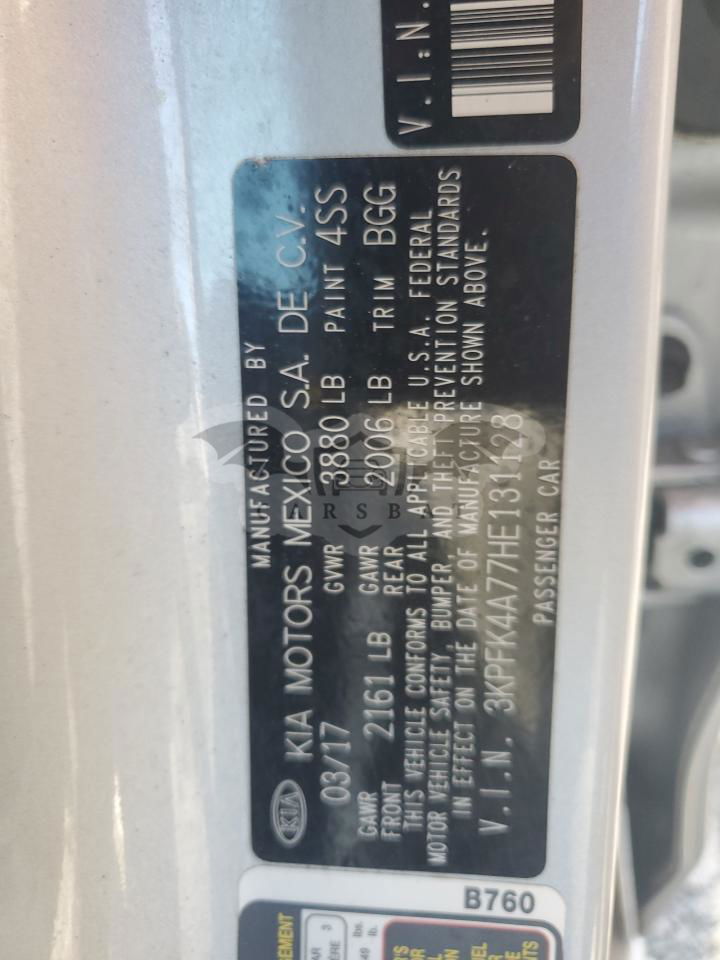 V.I.N.
MANUFACTURED BY
KIA
KIA MOTORS MEXICO S.A. DE C.V.
03/17 GVWR 3880 LB PAINT 4SS
GAWR FRONT 2161 LB GAWR REAR 2006 LB TRIM BGG
THIS VEHICLE CONFORMS TO ALL APPLICABLE U.S.A. FEDERAL
MOTOR VEHICLE SAFETY, BUMPER, AND THEFT PREVENTION STANDARDS
IN EFFECT ON THE DATE OF MANUFACTURE SHOWN ABOVE.
V.I.N. 3KPFK4A77HE131128
PASSENGER CAR
B760
CARSBAT